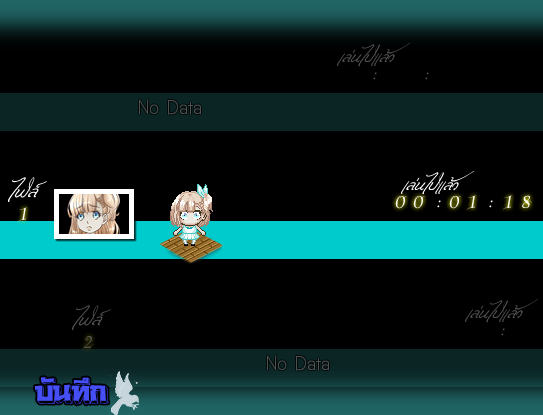 เล่นไปแล้ว
: :
No Data
ไฟล์
1
เล่นไปแล้ว
00:01:18
ไฟล์
2
เล่นไปแล้ว
:
No Data
บันทึก